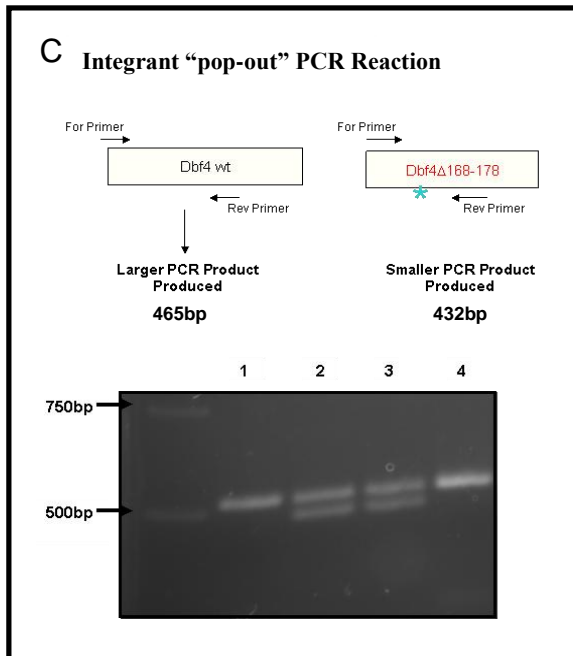 C Integrant “pop-out” PCR Reaction
For Primer
Dbf4 wt
Rev Primer
Larger PCR Product
Produced
465bp
For Primer
Dbf4Δ168-178
*
Rev Primer
Smaller PCR Product
Produced
432bp
1 2 3 4
750bp
500bp